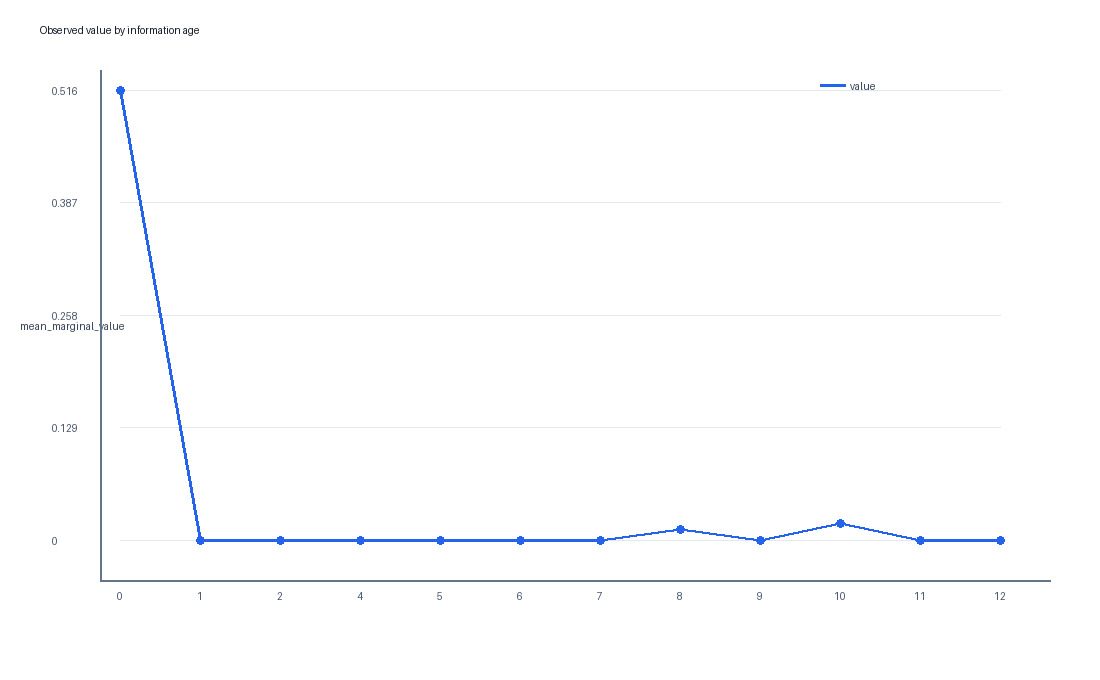 Observed value by information age
value
0.516
0.387
0.258
mean_marginal_value
0.129
0
0 1 2 4 5 6 7 8 9 10 11 12